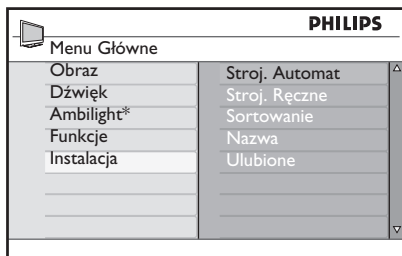 PHILIPS
Menu Główne
Obraz
Dźwięk
Ambilight*
Funkcje
Instalacja
Stroj. Automat
Stroj. Ręczne
Sortowanie
Nazwa
Ulubione